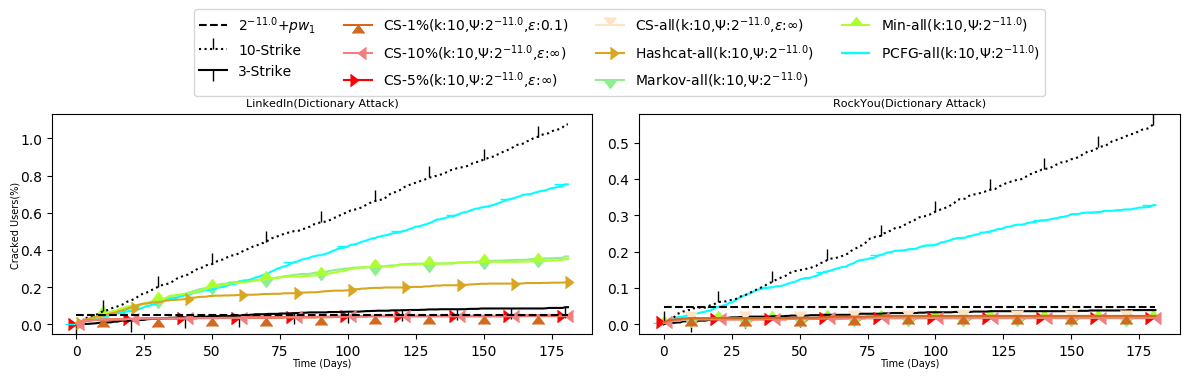 2^-11.0+pw_1
10-Strike
3-Strike
CS-1%(k:10,Ψ:2^-11.0,ε:0.1)
CS-10%(k:10,Ψ:2^-11.0,ε:∞)
CS-5%(k:10,Ψ:2^-11.0,ε:∞)
CS-all(k:10,Ψ:2^-11.0,ε:∞)
Hashcat-all(k:10,Ψ:2^-11.0)
Markov-all(k:10,Ψ:2^-11.0)
Min-all(k:10,Ψ:2^-11.0)
PCFG-all(k:10,Ψ:2^-11.0)
LinkedIn(Dictionary Attack)
Cracked Users(%)
1.0
0.8
0.6
0.4
0.2
0.0
0 25 50 75 100 125 150 175
Time (Days)
RockYou(Dictionary Attack)
0.5
0.4
0.3
0.2
0.1
0.0
0 25 50 75 100 125 150 175
Time (Days)